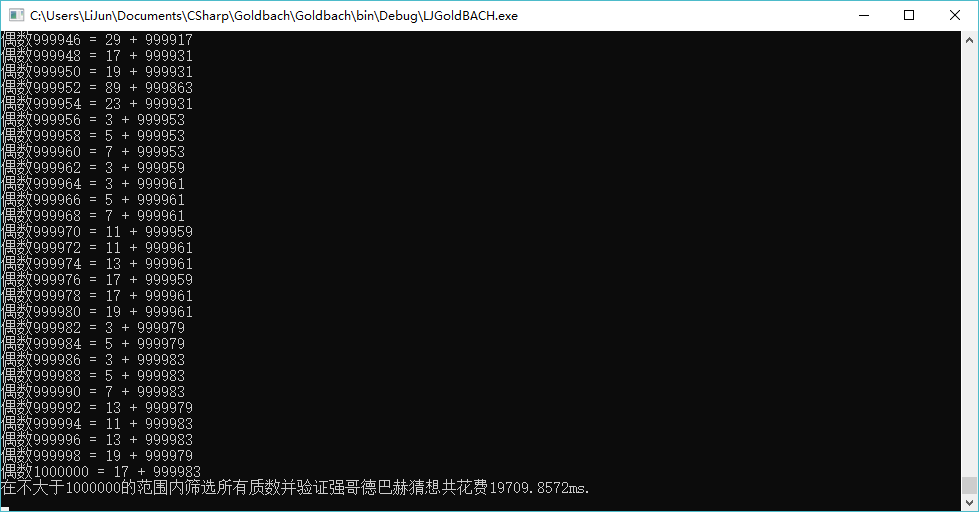 C:\Users\LiJun\Documents\CSharp\Goldbach\Goldbach\bin\Debug\LJGoldBACH.exe
偶数999946 = 29 + 999917
偶数999948 = 17 + 999931
偶数999950 = 19 + 999931
偶数999952 = 89 + 999863
偶数999954 = 23 + 999931
偶数999956 = 3 + 999953
偶数999958 = 5 + 999953
偶数999960 = 7 + 999953
偶数999962 = 3 + 999959
偶数999964 = 3 + 999961
偶数999966 = 5 + 999961
偶数999968 = 7 + 999961
偶数999970 = 11 + 999959
偶数999972 = 11 + 999961
偶数999974 = 13 + 999961
偶数999976 = 17 + 999959
偶数999978 = 17 + 999961
偶数999980 = 19 + 999961
偶数999982 = 3 + 999979
偶数999984 = 5 + 999979
偶数999986 = 3 + 999983
偶数999988 = 5 + 999983
偶数999990 = 7 + 999983
偶数999992 = 13 + 999979
偶数999994 = 11 + 999983
偶数999996 = 13 + 999983
偶数999998 = 19 + 999979
偶数1000000 = 17 + 999983
在不大于1000000的范围内筛选所有质数并验证强哥德巴赫猜想共花费19709.8572ms.